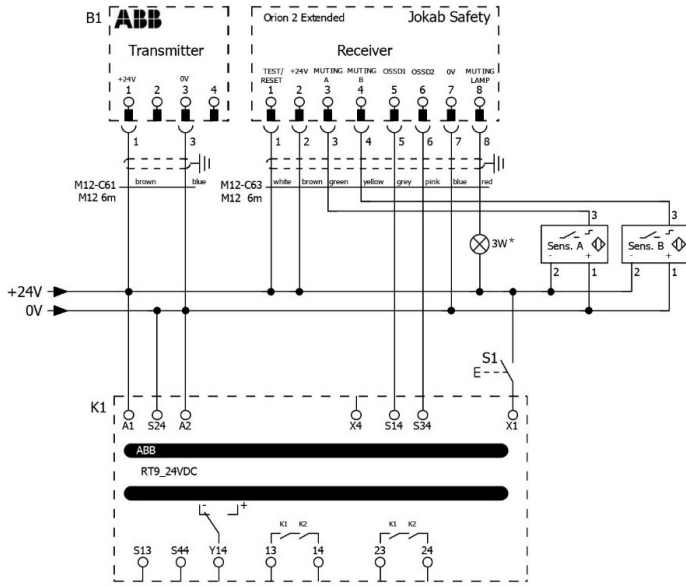 B1 ABB
Transmitter
+24V 0V
1 2 3 4
1 3
M12-C61 brown blue
M12 6m
Orion 2 Extended Jokab Safety
Receiver
TEST/ RESET +24V MUTING A MUTING B OSSD1 OSSD2 0V MUTING LAMP
1 2 3 4 5 6 7 8
1 2 3 4 5 6 7 8
M12-C63 white brown green yellow grey pink blue red
M12 6m
3W*
3 3
Sens. A Sens. B
- + - +
2 1 2 1
+24V
0V
S1
E
K1
A1 S24 A2 X4 S14 S34 X1
ABB
RT9_24VDC
- +
K1 K2 K1 K2
S13 S44 Y14 13 14 23 24